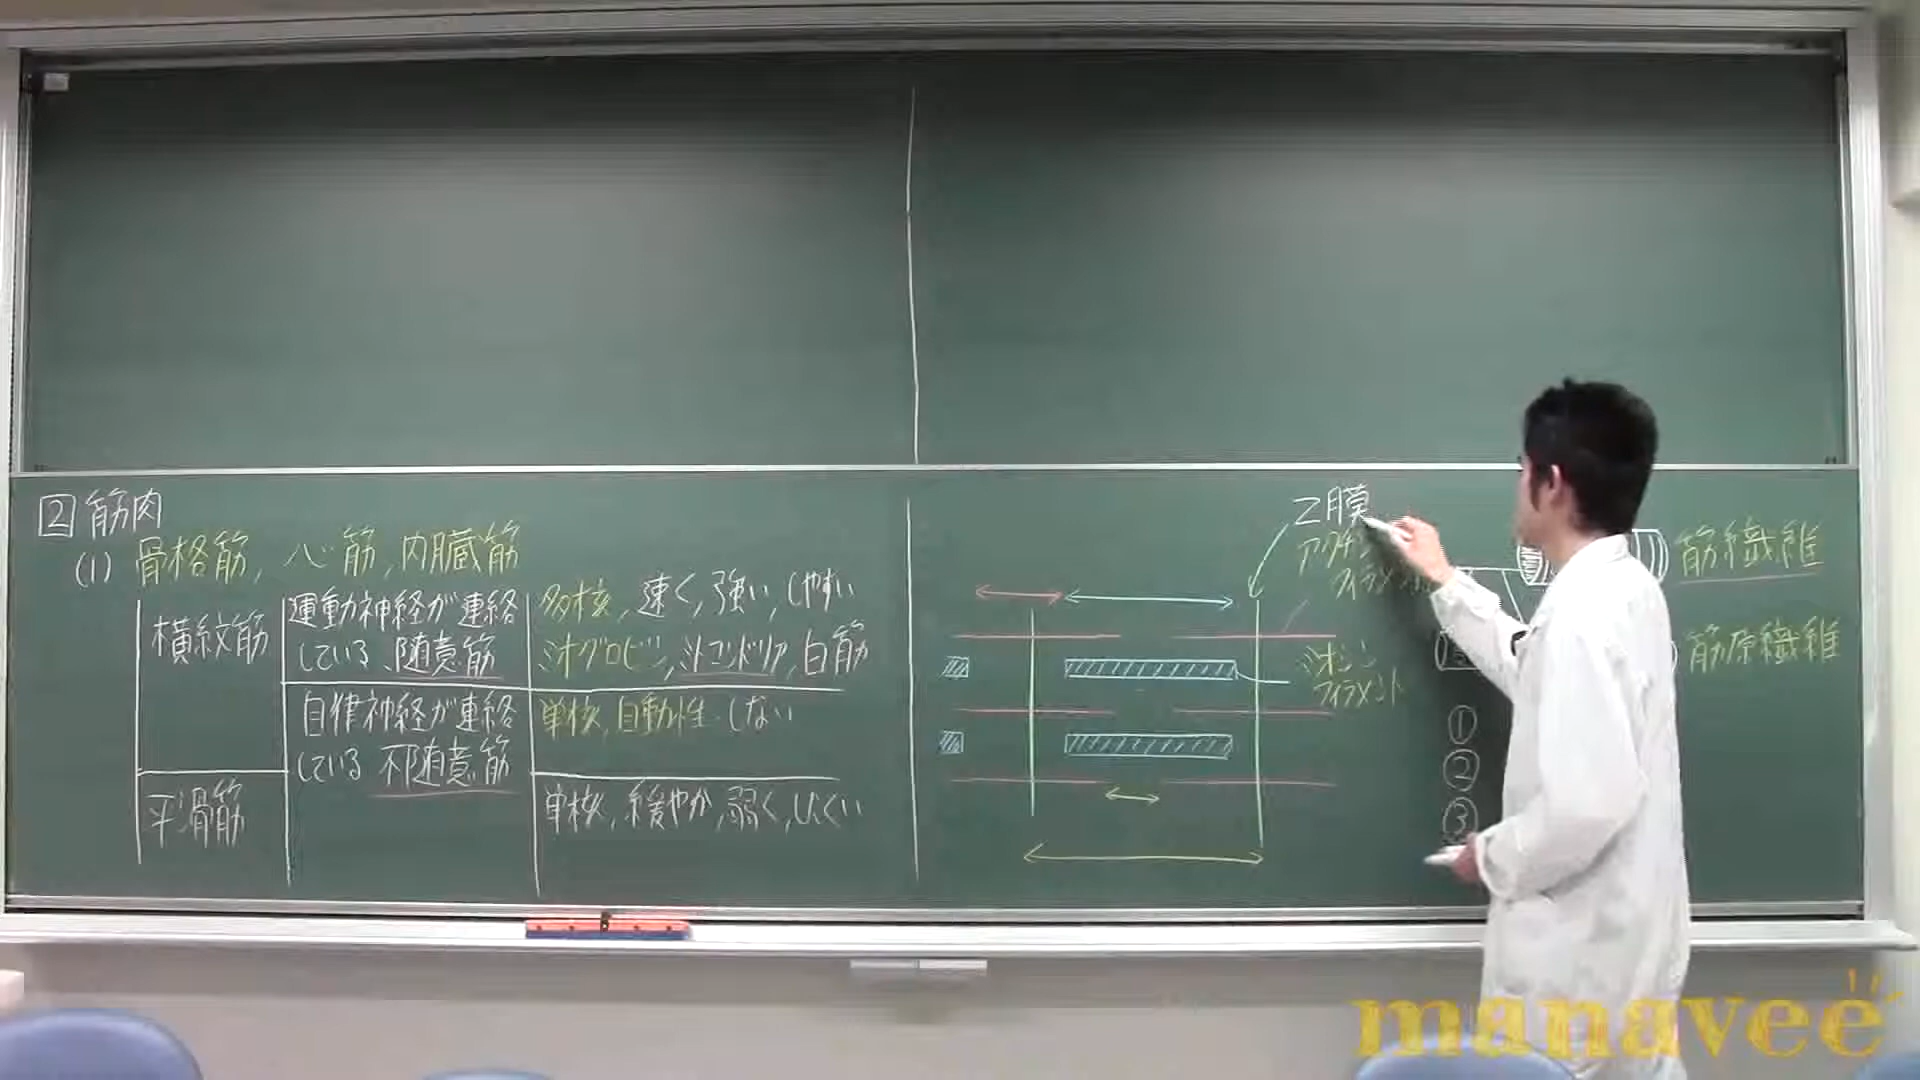 2 筋肉
(1) 骨格筋, 心筋, 内臓筋
横紋筋
運動神経が連絡
している 随意筋
多核, 速く, 強い, しやすい
ミオグロビン, ミトコンドリア, 白筋
自律神経が連絡
している 不随意筋
単核, 自動性 しない
平滑筋
単核, 緩やか, 弱く, しにくい
Z膜
アクチン
フィラメント
ミオシン
フィラメント
筋繊維
筋原繊維
①
②
③
manavee